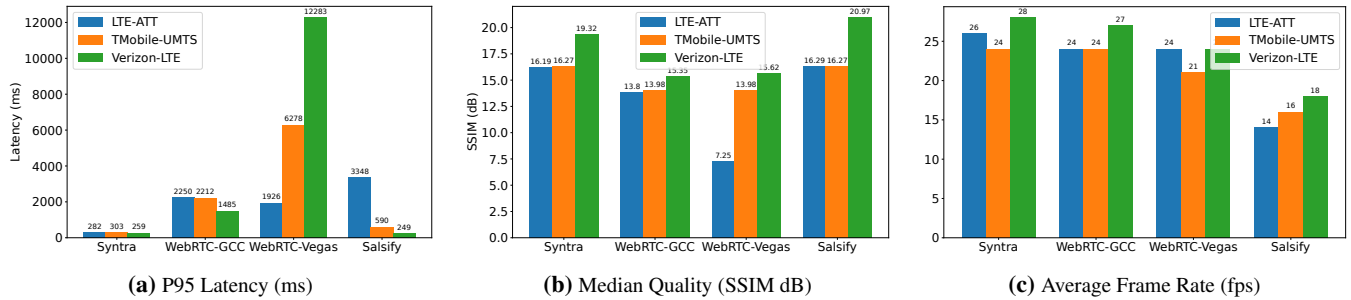 12000
10000
8000
6000
4000
2000
0
Latency (ms)
LTE-ATT
TMobile-UMTS
Verizon-LTE
282
303
259
2250
2212
1485
1926
6278
12283
3348
590
249
Syntra
WebRTC-GCC
WebRTC-Vegas
Salsify
(a) P95 Latency (ms)
20.0
17.5
15.0
12.5
10.0
7.5
5.0
2.5
0.0
SSIM (dB)
LTE-ATT
TMobile-UMTS
Verizon-LTE
16.19
16.27
19.32
13.8
13.98
15.35
7.25
13.98
15.62
16.29
16.27
20.97
Syntra
WebRTC-GCC
WebRTC-Vegas
Salsify
(b) Median Quality (SSIM dB)
25
20
15
10
5
0
LTE-ATT
TMobile-UMTS
Verizon-LTE
26
24
28
24
24
27
24
21
14
16
18
Syntra
WebRTC-GCC
WebRTC-Vegas
Salsify
(c) Average Frame Rate (fps)